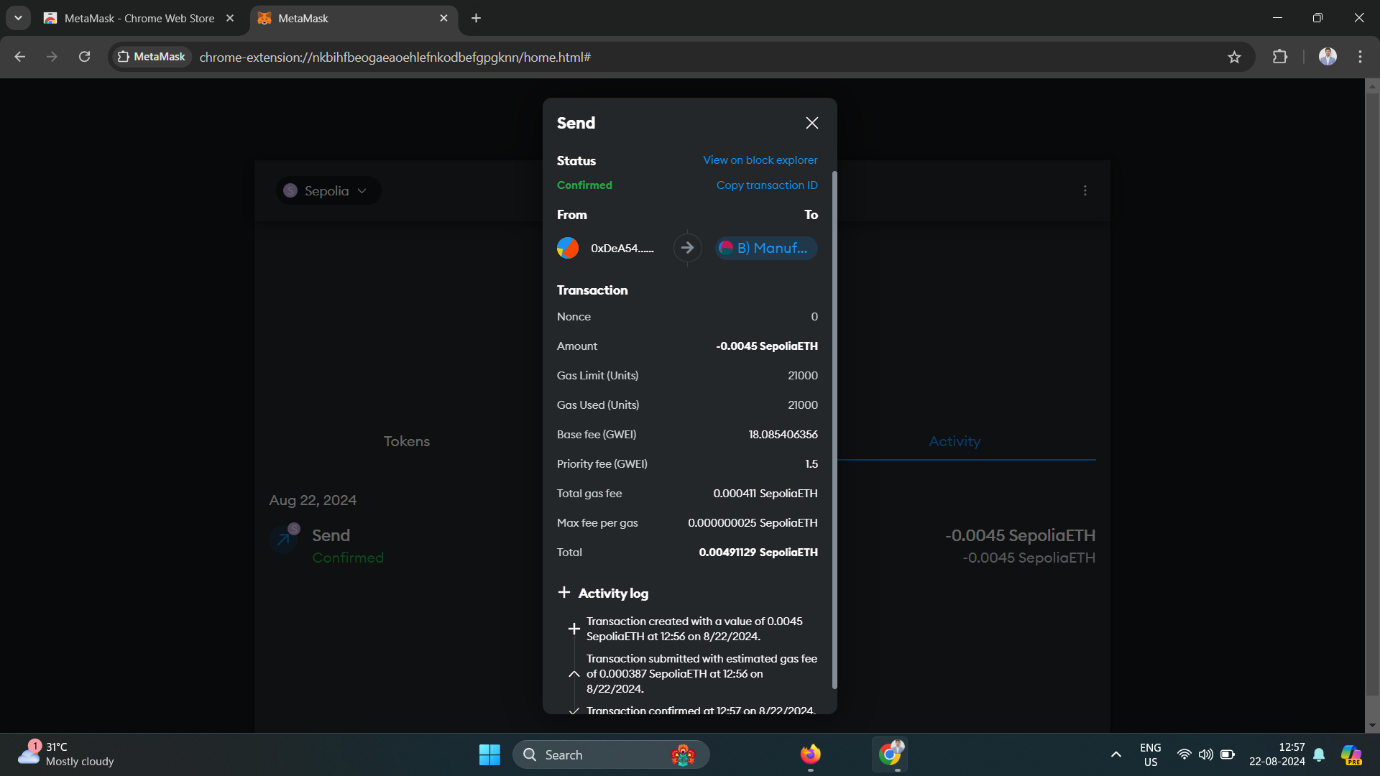 MetaMask - Chrome Web Store
MetaMask
MetaMask
chrome-extension://nkbihfbeogaeaoehlefnkodbefgpgknn/home.html#
Sepolia
Send
Status
View on block explorer
Confirmed
Copy transaction ID
From
To
0xDeA54......
B) Manuf...
Transaction
Nonce
0
Amount
-0.0045 SepoliaETH
Gas Limit (Units)
21000
Gas Used (Units)
21000
Base fee (GWEI)
18.085406356
Priority fee (GWEI)
1.5
Total gas fee
0.000411 SepoliaETH
Max fee per gas
0.000000025 SepoliaETH
Total
0.00491129 SepoliaETH
Activity log
Transaction created with a value of 0.0045
SepoliaETH at 12:56 on 8/22/2024.
Transaction submitted with estimated gas fee
of 0.000387 SepoliaETH at 12:56 on
8/22/2024.
Transaction confirmed at 12:57 on 8/22/2024.
Tokens
Activity
Aug 22, 2024
S
Send
-0.0045 SepoliaETH
Confirmed
-0.0045 SepoliaETH
1
31°C
Mostly cloudy
Search
ENG
US
12:57
22-08-2024
PRE